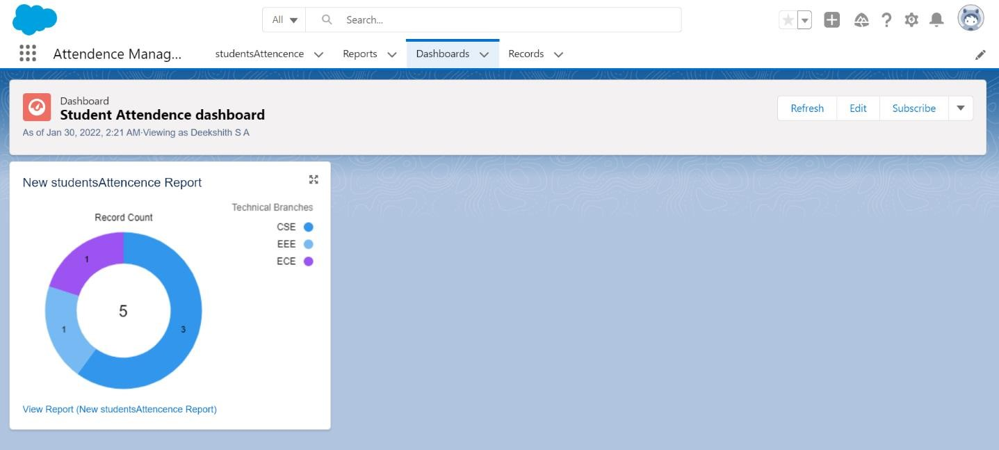 All
Search...
Attendence Manag...
studentsAttencence
Reports
Dashboards
Records
Dashboard
Student Attendence dashboard
As of Jan 30, 2022, 2:21 AM·Viewing as Deekshith S A
Refresh
Edit
Subscribe
New studentsAttencence Report
Technical Branches
Record Count
CSE
EEE
ECE
1
5
1
3
View Report (New studentsAttencence Report)